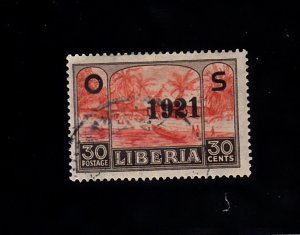 O S
1921
30 LIBERIA 30
POSTAGE CENTS